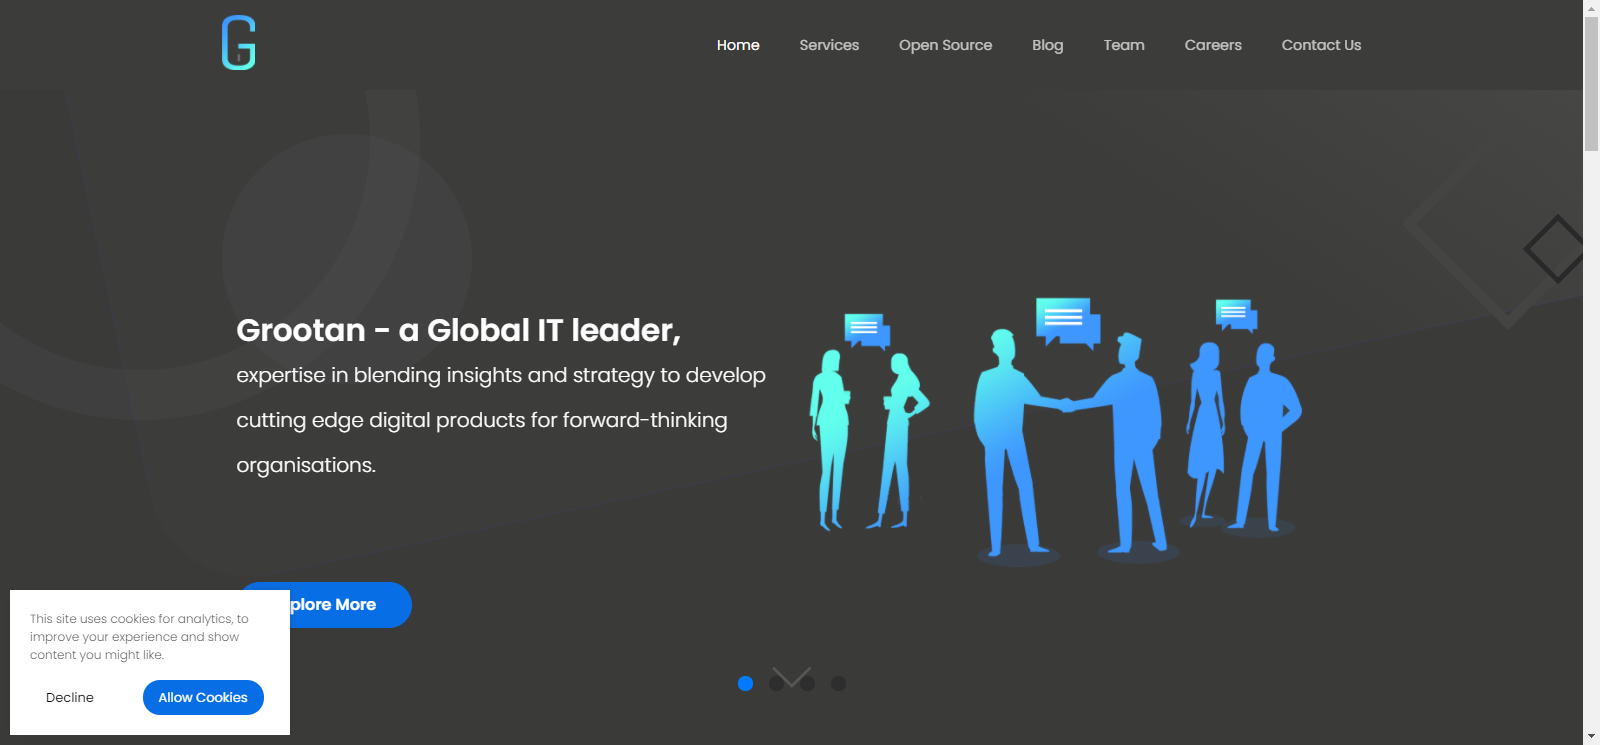 G
Home Services Open Source Blog Team Careers Contact Us
Grootan - a Global IT leader,
expertise in blending insights and strategy to develop
cutting edge digital products for forward-thinking
organisations.
plore More
This site uses cookies for analytics, to
improve your experience and show
content you might like.
Decline Allow Cookies